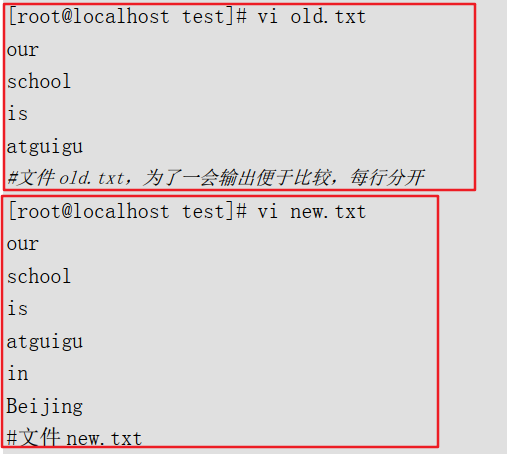 [root@localhost test]# vi old.txt
our
school
is
atguigu
#文件 old.txt，为了一会输出便于比较，每行分开
[root@localhost test]# vi new.txt
our
school
is
atguigu
in
Beijing
#文件 new.txt